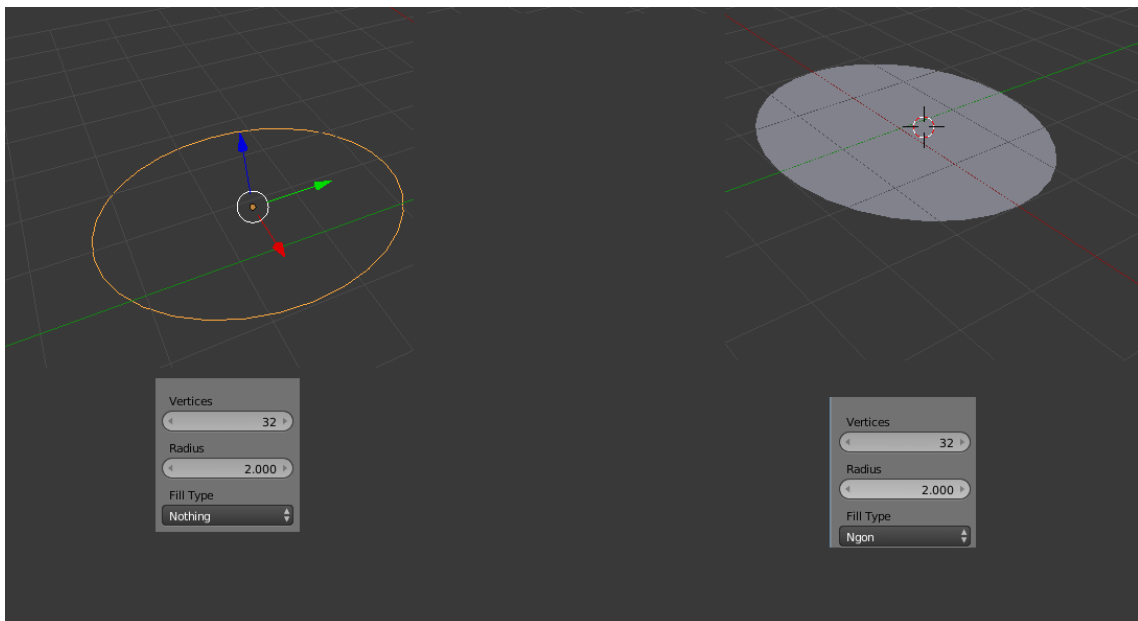 Vertices
32
Radius
2.000
Fill Type
Nothing
Vertices
32
Radius
2.000
Fill Type
Ngon